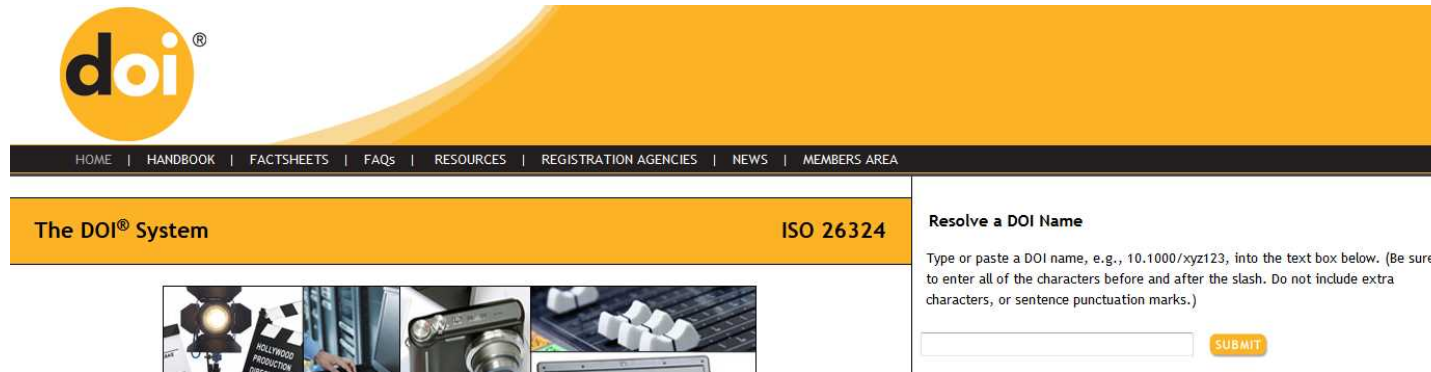 doi®
HOME | HANDBOOK | FACTSHEETS | FAQs | RESOURCES | REGISTRATION AGENCIES | NEWS | MEMBERS AREA
The DOI® System
ISO 26324
HOLLYWOOD
PRODUCTION
Resolve a DOI Name
Type or paste a DOI name, e.g., 10.1000/xyz123, into the text box below. (Be sure
to enter all of the characters before and after the slash. Do not include extra
characters, or sentence punctuation marks.)
SUBMIT